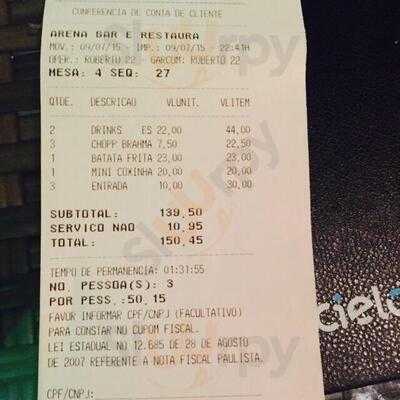 CONFERENCIA DE CONTA DE CLIENTE
ARENA BAR E RESTAURA
MOV.: 09/07/15 - IMP.: 09/07/15 - 22:41H
OPER.: ROBERTO 22 - GARCUM: ROBERTO 22
MESA: 4 SEQ: 27
QTDE. DESCRICAO VLUNIT. VLITEM
2 DRINKS ES 22,00 44,00
3 CHOPP BRAHMA 7,50 22,50
1 BATATA FRITA 23,00 23,00
1 MINI COXINHA 20,00 20,00
3 ENTRADA 10,00 30,00
SUBTOTAL: 139,50
SERVICO NAO 10,95
TOTAL: 150,45
TEMPO DE PERMANENCIA: 01:31:55
NO. PESSOA(S): 3
POR PESS.:50,15
FAVOR INFORMAR CPF/CNPJ (FACULTATIVO)
PARA CONSTAR NO CUPOM FISCAL.
LEI ESTADUAL NO 12.685 DE 28 DE AGOSTO
DE 2007 REFERENTE A NOTA FISCAL PAULISTA.
CPF/CNPJ:
cielo